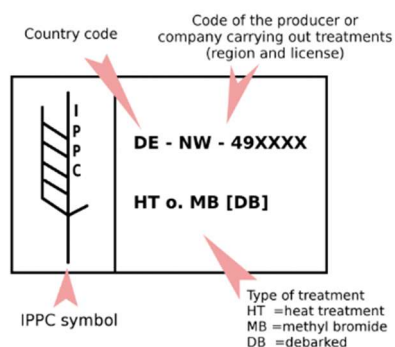 Country code
Code of the producer or
company carrying out treatments
(region and license)
I
P
P
C
DE - NW - 49XXXX
HT o. MB [DB]
IPPC symbol
Type of treatment
HT =heat treatment
MB =methyl bromide
DB =debarked